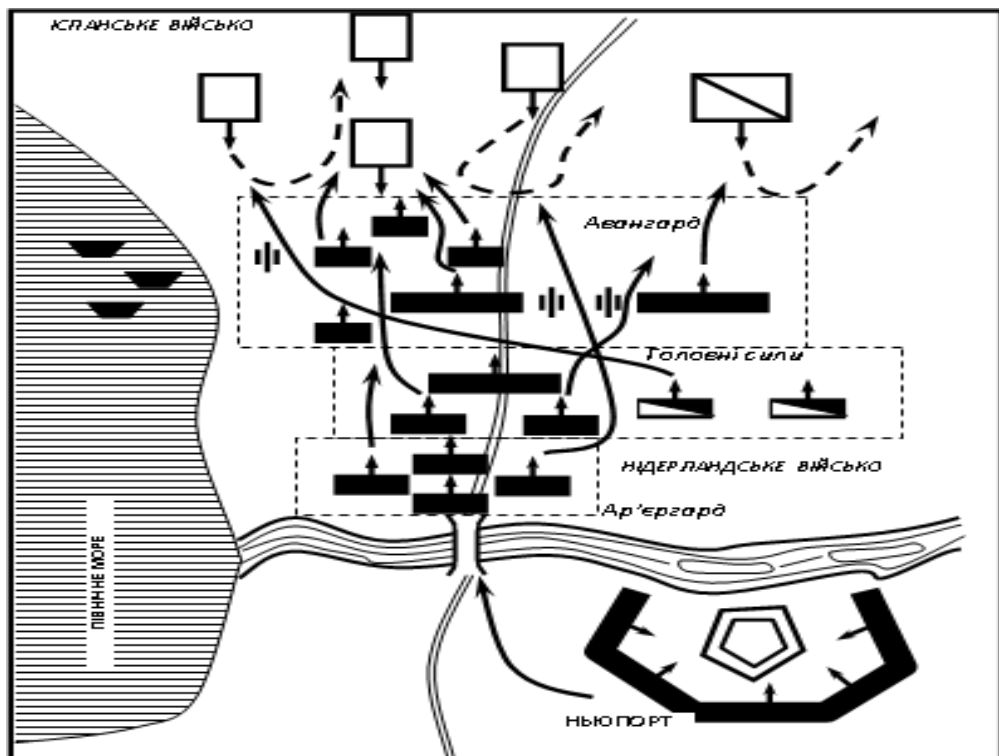 ІСПАНСЬКЕ ВІЙСЬКО
Авангард
Головні сили
НІДЕРЛАНДСЬКЕ ВІЙСЬКО
Ар'єргард
ПІВНІЧНЕ МОРЕ
НЬЮПОРТ